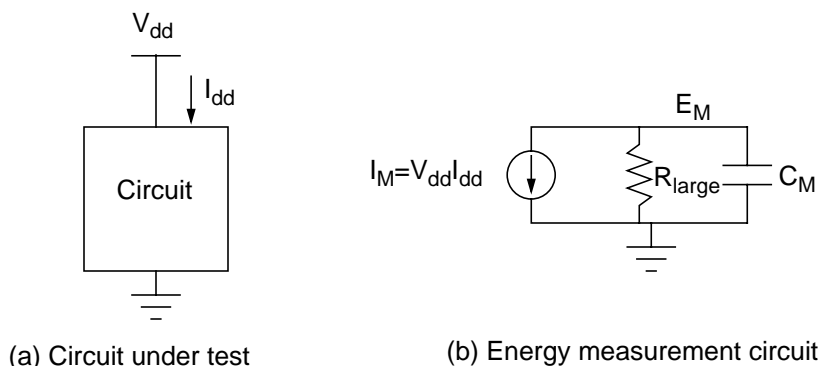 V_dd
I_dd
Circuit
(a) Circuit under test
E_M
I_M=V_ddI_dd
R_large
C_M
(b) Energy measurement circuit